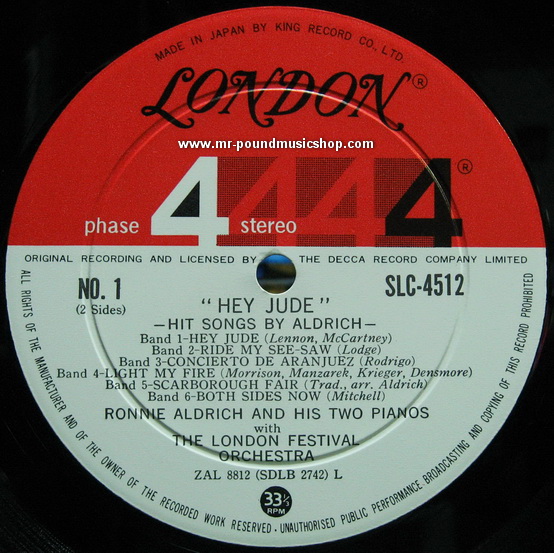 MADE IN JAPAN BY KING RECORD CO., LTD.
LONDON®
www.mr-poundmusicshop.com
phase 4 stereo 4 4 4®
ORIGINAL RECORDING AND LICENSED BY THE DECCA RECORD COMPANY LIMITED
NO. 1
(2 Sides)
SLC-4512
"HEY JUDE"
—HIT SONGS BY ALDRICH—
Band 1-HEY JUDE (Lennon, McCartney)
Band 2-RIDE MY SEE-SAW (Lodge)
Band 3-CONCIERTO DE ARANJUEZ (Rodrigo)
Band 4-LIGHT MY FIRE (Morrison, Manzarek, Krieger, Densmore)
Band 5-SCARBOROUGH FAIR (Trad., arr. Aldrich)
Band 6-BOTH SIDES NOW (Mitchell)
RONNIE ALDRICH AND HIS TWO PIANOS
with
THE LONDON FESTIVAL
ORCHESTRA
ZAL 8812 (SDLB 2742) L
33⅓
RPM
ALL RIGHTS OF THE MANUFACTURER AND OF THE OWNER OF THE RECORDED WORK RESERVED. UNAUTHORISED PUBLIC PERFORMANCE BROADCASTING AND COPYING OF THIS RECORD PROHIBITED